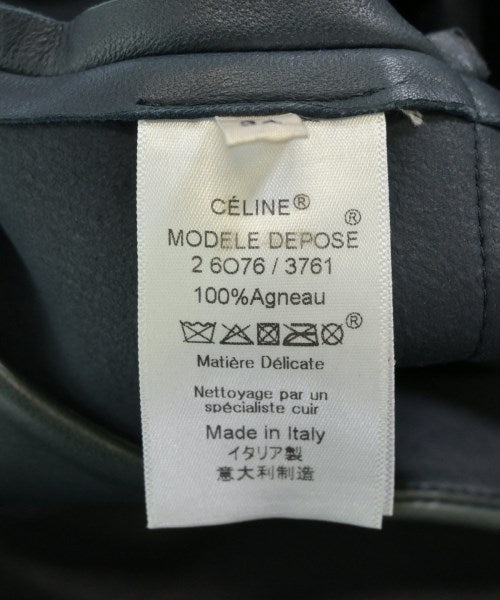 CÉLINE®
MODELE DEPOSE®
2 6O76 / 3761
100%Agneau
®
Matière Délicate
Nettoyage par un
spécialiste cuir
Made in Italy
イタリア製
意大利制造